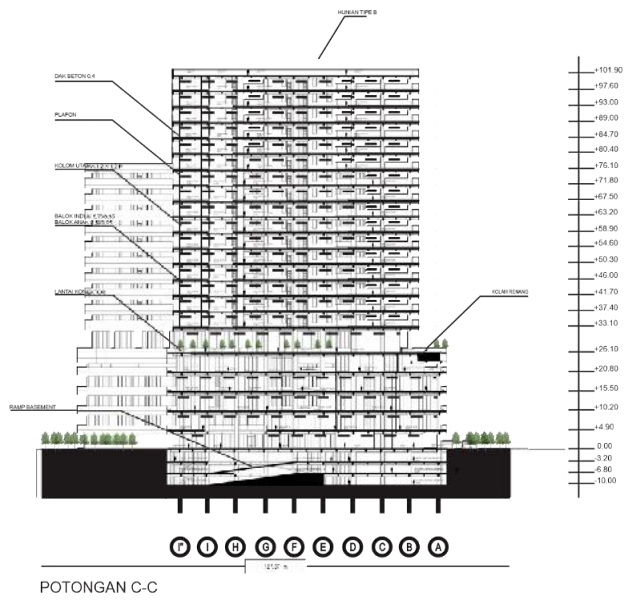 HUNIAN TIPE B
DAK BETON
PLAFON
KOLOM UTAMA
BALOK INDUK
BALOK ANAK
LANTAI
KOLAM RENANG
RAMP BASEMENT
+101.90
+97.60
+93.00
+89.00
+84.70
+80.40
+76.10
+71.80
+67.50
+63.20
+58.90
+54.60
+50.30
+46.00
+41.70
+37.40
+33.10
+26.10
+20.80
+15.50
+10.20
+4.90
0.00
-3.20
-6.80
-10.00
I' I H G F E D C B A
POTONGAN C-C